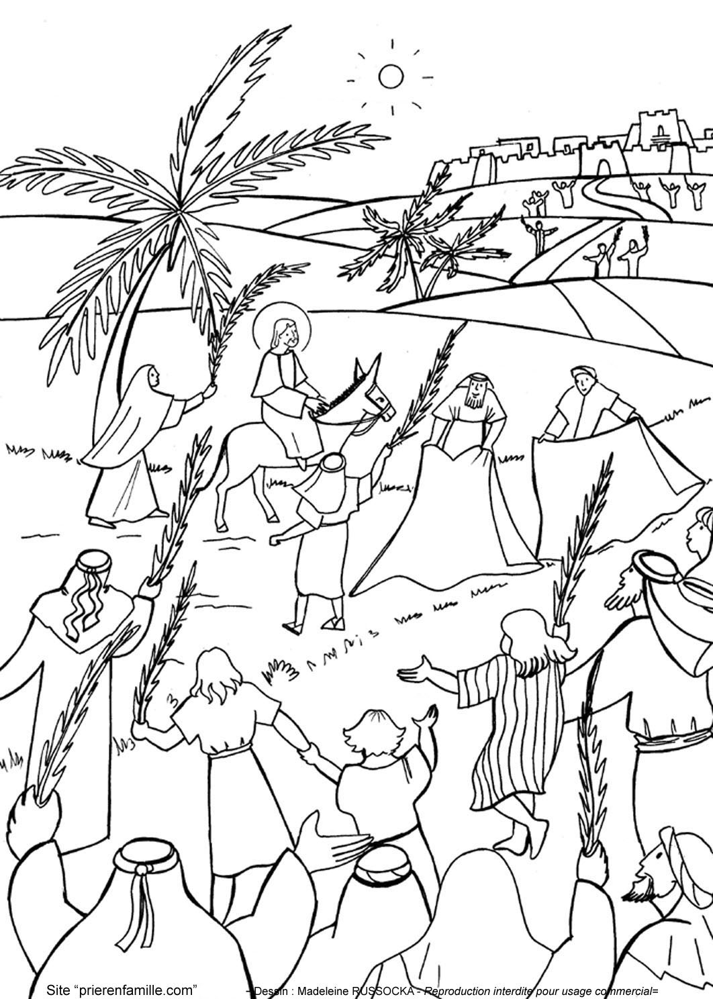 Site “prierenfamille.com”
- Dessin : Madeleine RUSSOCKA - Reproduction interdite pour usage commercial=